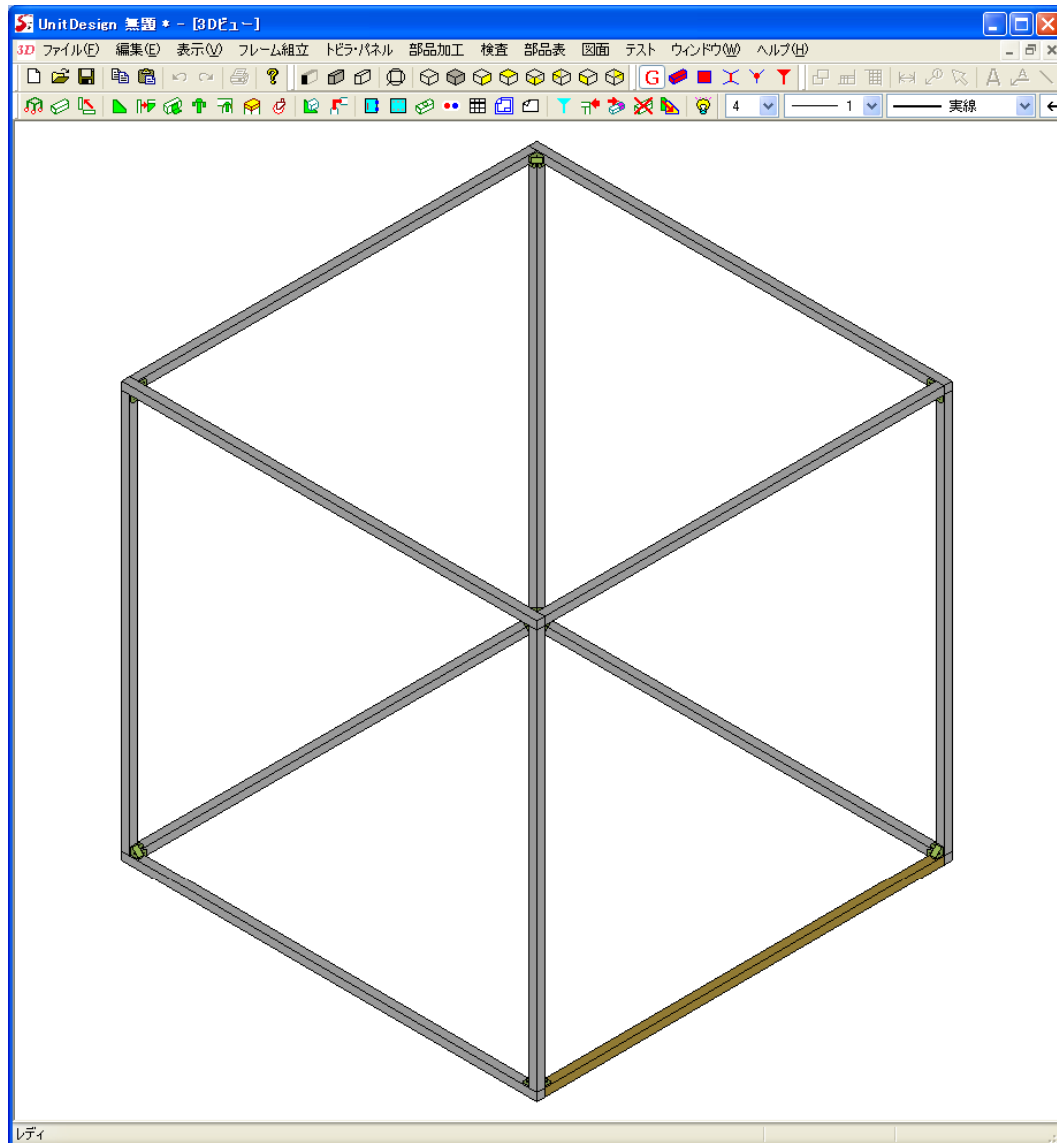 UnitDesign 無題 * - [3Dビュー]
3D ファイル(F) 編集(E) 表示(V) フレーム組立 トビラ・パネル 部品加工 検査 部品表 図面 テスト ウィンドウ(W) ヘルプ(H)
G A
4 1 実線
レディ